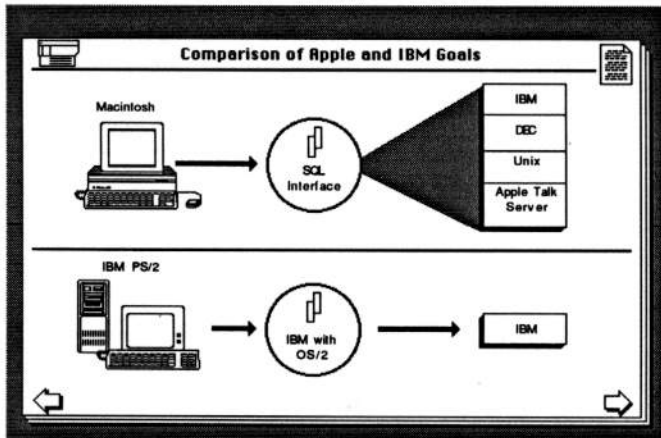 Comparison of Apple and IBM Goals
Macintosh
SQL
Interface
IBM
DEC
Unix
Apple Talk
Server
IBM PS/2
IBM with
OS/2
IBM